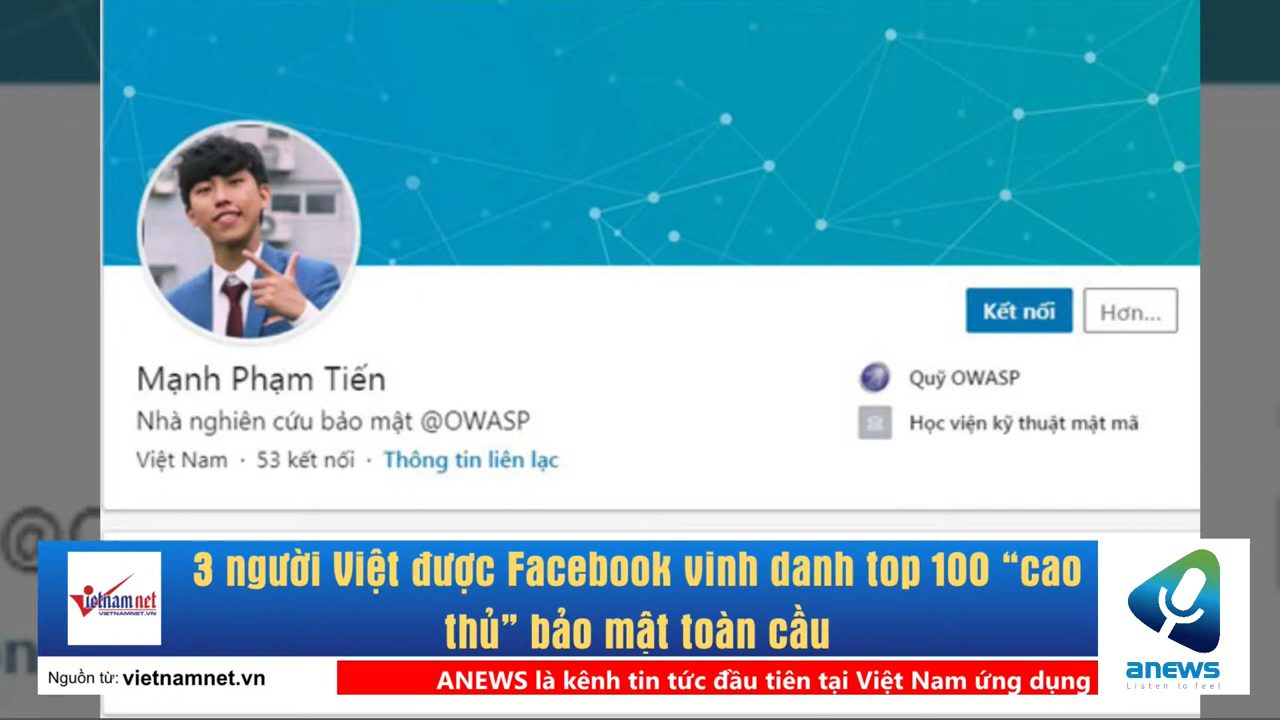 Kết nối
Hơn...
Mạnh Phạm Tiến
Nhà nghiên cứu bảo mật @OWASP
Việt Nam · 53 kết nối · Thông tin liên lạc
Quỹ OWASP
Học viện kỹ thuật mật mã
Vietnamnet
VIETNAMNET.VN
3 người Việt được Facebook vinh danh top 100 “cao
thủ” bảo mật toàn cầu
Nguồn từ: vietnamnet.vn
ANEWS là kênh tin tức đầu tiên tại Việt Nam ứng dụng
anews
Listen to feel